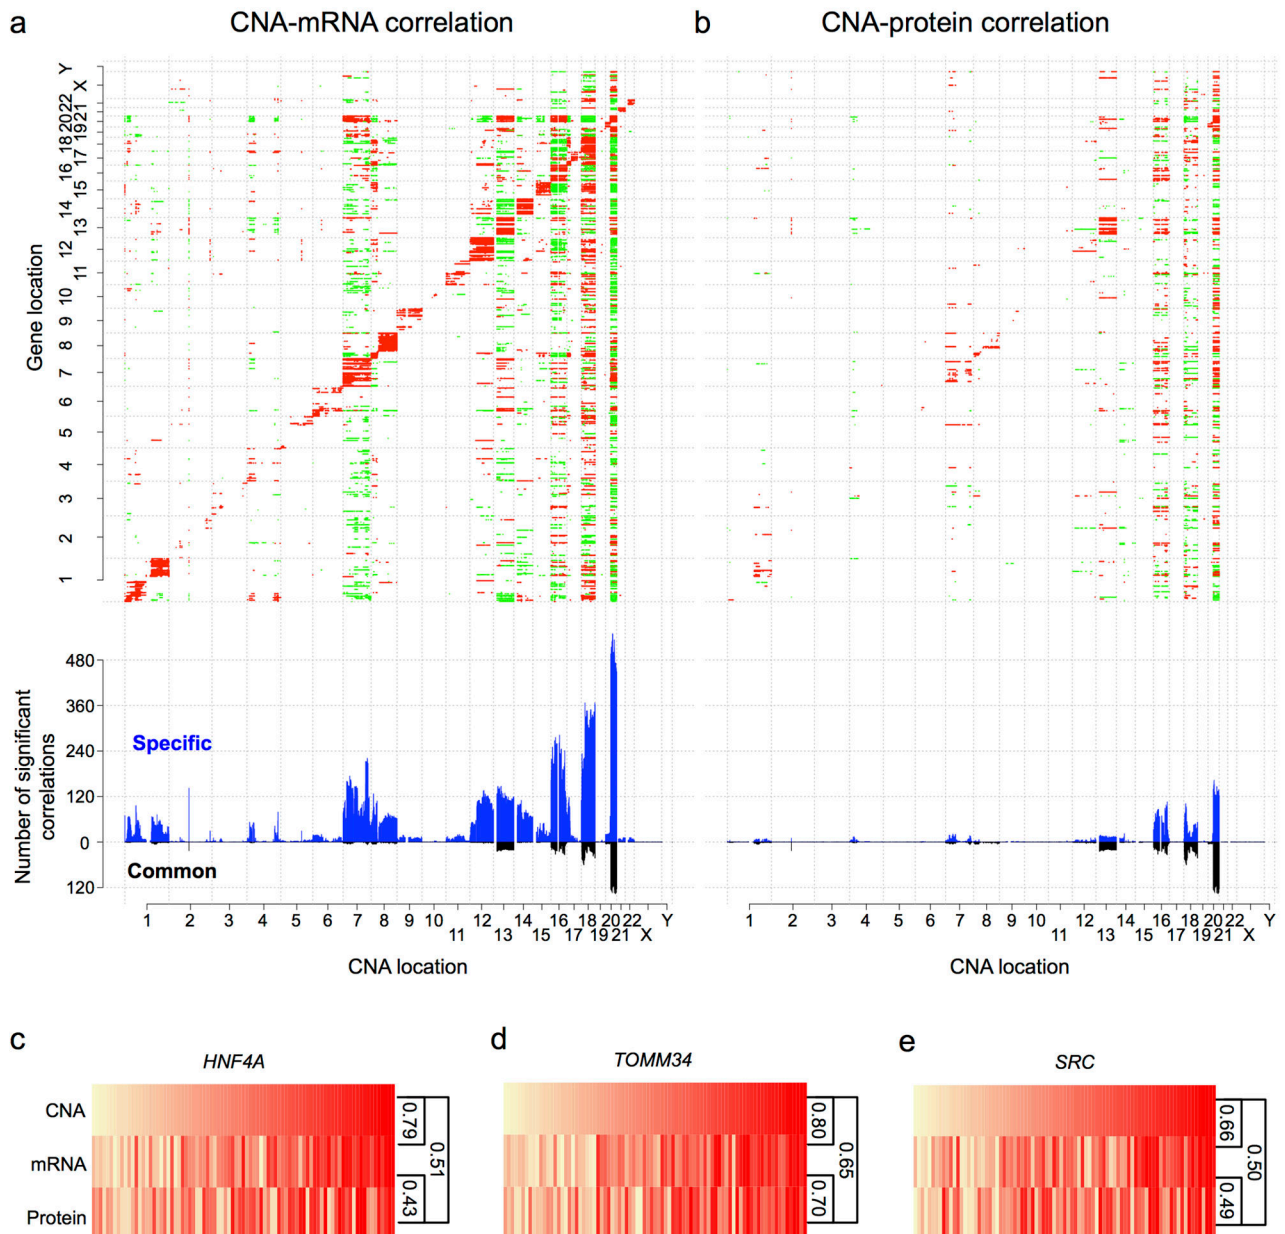 a
CNA-mRNA correlation
b
CNA-protein correlation
Gene location
Y
X
22
21
20
19
18
17
16
15
14
13
12
11
10
9
8
7
6
5
4
3
2
1
Number of significant
correlations
480
360
240
120
0
120
Specific
Common
1 2 3 4 5 6 7 8 9 10 12 14 16 18 20 22 Y
11 13 15 17 19 21 X
CNA location
1 2 3 4 5 6 7 8 9 10 12 14 16 18 20 22 Y
11 13 15 17 19 21 X
CNA location
c
HNF4A
d
TOMM34
e
SRC
CNA
mRNA
Protein
0.79
0.43
0.51
0.80
0.70
0.65
0.66
0.49
0.50